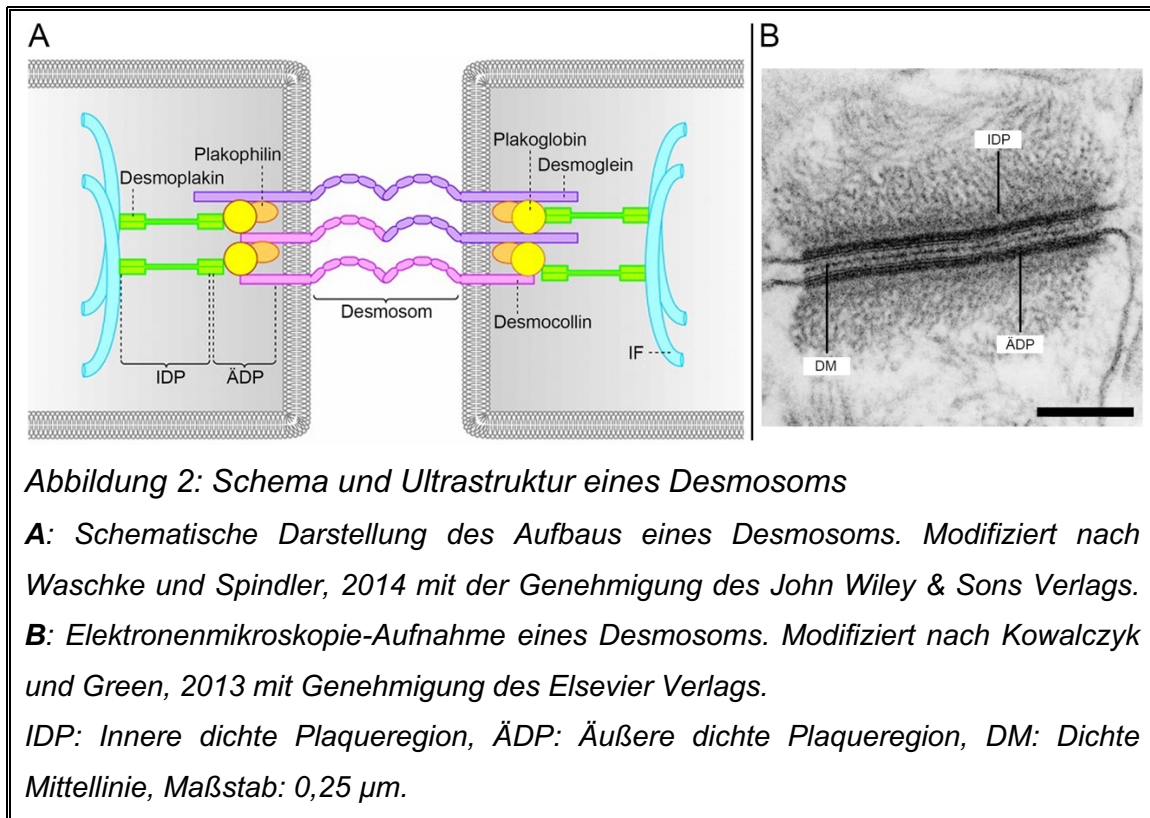 A
B
Plakophilin
Desmoplakin
Plakoglobin
Desmoglein
Desmosom
Desmocollin
IF
IDP
ÄDP
IDP
DM
ÄDP
Abbildung 2: Schema und Ultrastruktur eines Desmosoms
A: Schematische Darstellung des Aufbaus eines Desmosoms. Modifiziert nach
Waschke und Spindler, 2014 mit der Genehmigung des John Wiley & Sons Verlags.
B: Elektronenmikroskopie-Aufnahme eines Desmosoms. Modifiziert nach Kowalczyk
und Green, 2013 mit Genehmigung des Elsevier Verlags.
IDP: Innere dichte Plaqueregion, ÄDP: Äußere dichte Plaqueregion, DM: Dichte
Mittellinie, Maßstab: 0,25 µm.